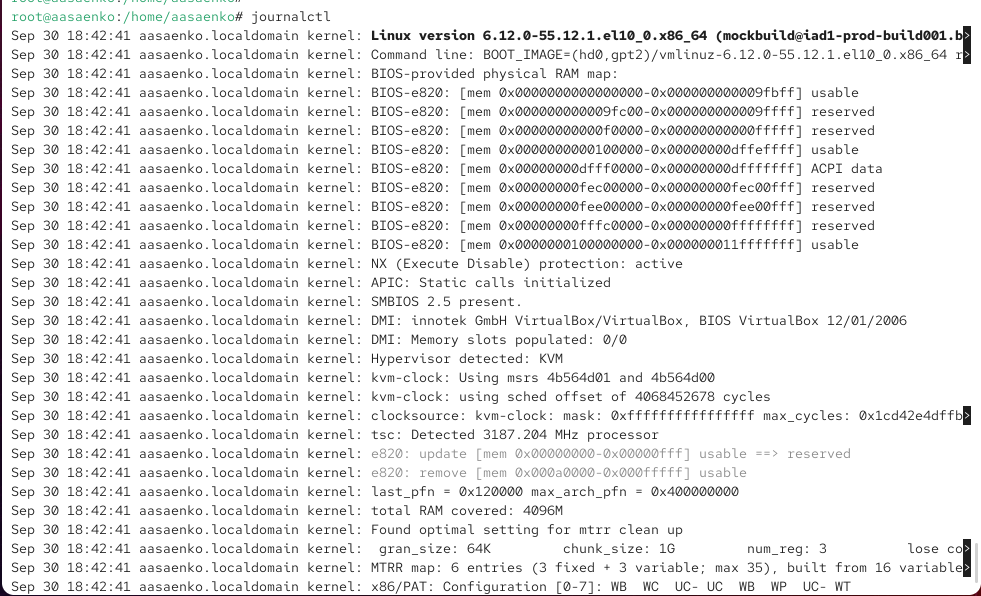 root@aasaenko:/home/aasaenko#
root@aasaenko:/home/aasaenko# journalctl
Sep 30 18:42:41 aasaenko.localdomain kernel: Linux version 6.12.0-55.12.1.el10_0.x86_64 (mockbuild@iad1-prod-build001.b>
Sep 30 18:42:41 aasaenko.localdomain kernel: Command line: BOOT_IMAGE=(hd0,gpt2)/vmlinuz-6.12.0-55.12.1.el10_0.x86_64 r>
Sep 30 18:42:41 aasaenko.localdomain kernel: BIOS-provided physical RAM map:
Sep 30 18:42:41 aasaenko.localdomain kernel: BIOS-e820: [mem 0x0000000000000000-0x000000000009fbff] usable
Sep 30 18:42:41 aasaenko.localdomain kernel: BIOS-e820: [mem 0x000000000009fc00-0x000000000009ffff] reserved
Sep 30 18:42:41 aasaenko.localdomain kernel: BIOS-e820: [mem 0x00000000000f0000-0x00000000000fffff] reserved
Sep 30 18:42:41 aasaenko.localdomain kernel: BIOS-e820: [mem 0x0000000000100000-0x00000000dffeffff] usable
Sep 30 18:42:41 aasaenko.localdomain kernel: BIOS-e820: [mem 0x00000000dfff0000-0x00000000dfffffff] ACPI data
Sep 30 18:42:41 aasaenko.localdomain kernel: BIOS-e820: [mem 0x00000000fec00000-0x00000000fec00fff] reserved
Sep 30 18:42:41 aasaenko.localdomain kernel: BIOS-e820: [mem 0x00000000fee00000-0x00000000fee00fff] reserved
Sep 30 18:42:41 aasaenko.localdomain kernel: BIOS-e820: [mem 0x00000000fffc0000-0x00000000ffffffff] reserved
Sep 30 18:42:41 aasaenko.localdomain kernel: BIOS-e820: [mem 0x0000000100000000-0x000000011fffffff] usable
Sep 30 18:42:41 aasaenko.localdomain kernel: NX (Execute Disable) protection: active
Sep 30 18:42:41 aasaenko.localdomain kernel: APIC: Static calls initialized
Sep 30 18:42:41 aasaenko.localdomain kernel: SMBIOS 2.5 present.
Sep 30 18:42:41 aasaenko.localdomain kernel: DMI: innotek GmbH VirtualBox/VirtualBox, BIOS VirtualBox 12/01/2006
Sep 30 18:42:41 aasaenko.localdomain kernel: DMI: Memory slots populated: 0/0
Sep 30 18:42:41 aasaenko.localdomain kernel: Hypervisor detected: KVM
Sep 30 18:42:41 aasaenko.localdomain kernel: kvm-clock: Using msrs 4b564d01 and 4b564d00
Sep 30 18:42:41 aasaenko.localdomain kernel: kvm-clock: using sched offset of 4068452678 cycles
Sep 30 18:42:41 aasaenko.localdomain kernel: clocksource: kvm-clock: mask: 0xffffffffffffffff max_cycles: 0x1cd42e4dffb>
Sep 30 18:42:41 aasaenko.localdomain kernel: tsc: Detected 3187.204 MHz processor
Sep 30 18:42:41 aasaenko.localdomain kernel: e820: update [mem 0x00000000-0x00000fff] usable ==> reserved
Sep 30 18:42:41 aasaenko.localdomain kernel: e820: remove [mem 0x000a0000-0x000fffff] usable
Sep 30 18:42:41 aasaenko.localdomain kernel: last_pfn = 0x120000 max_arch_pfn = 0x400000000
Sep 30 18:42:41 aasaenko.localdomain kernel: total RAM covered: 4096M
Sep 30 18:42:41 aasaenko.localdomain kernel: Found optimal setting for mtrr clean up
Sep 30 18:42:41 aasaenko.localdomain kernel:  gran_size: 64K         chunk_size: 1G         num_reg: 3          lose co>
Sep 30 18:42:41 aasaenko.localdomain kernel: MTRR map: 6 entries (3 fixed + 3 variable; max 35), built from 16 variable>
Sep 30 18:42:41 aasaenko.localdomain kernel: x86/PAT: Configuration [0-7]: WB  WC  UC- UC  WB  WP  UC- WT